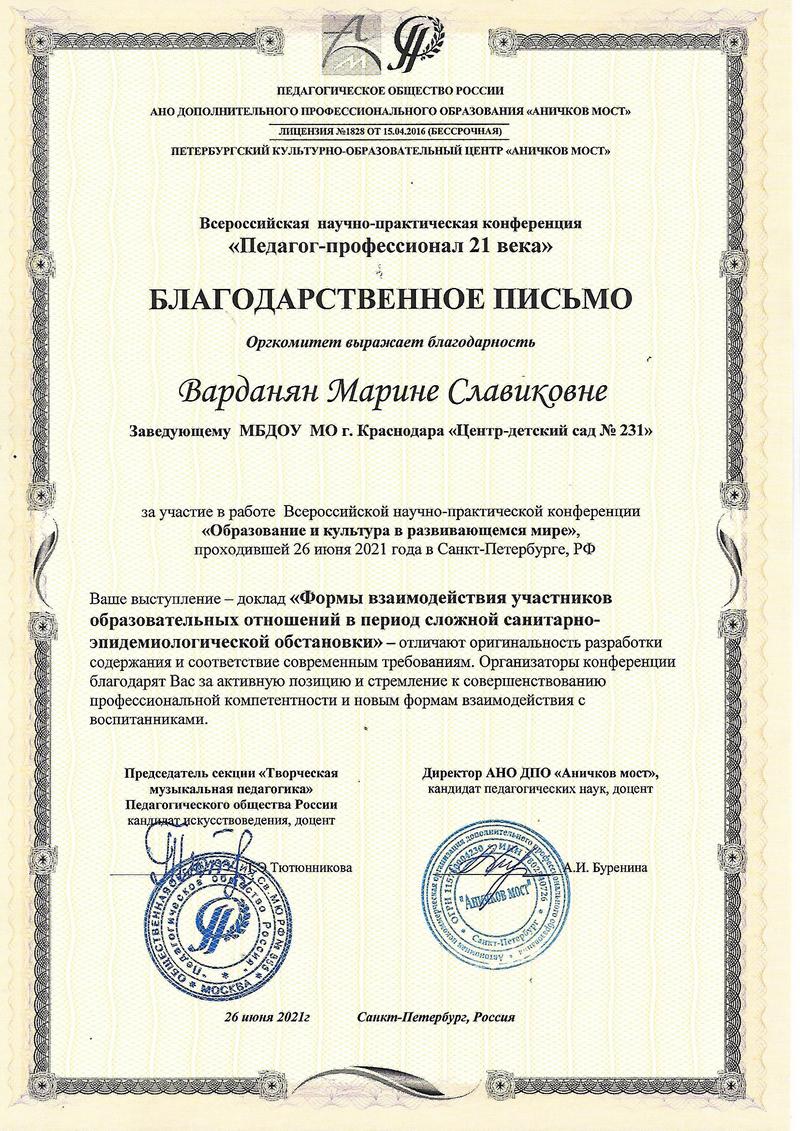 ПЕДАГОГИЧЕСКОЕ ОБЩЕСТВО РОССИИ
АНО ДОПОЛНИТЕЛЬНОГО ПРОФЕССИОНАЛЬНОГО ОБРАЗОВАНИЯ «АНИЧКОВ МОСТ»
ЛИЦЕНЗИЯ №1828 ОТ 15.04.2016 (БЕССРОЧНАЯ)
ПЕТЕРБУРГСКИЙ КУЛЬТУРНО-ОБРАЗОВАТЕЛЬНЫЙ ЦЕНТР «АНИЧКОВ МОСТ»
Всероссийская научно-практическая конференция
«Педагог-профессионал 21 века»
БЛАГОДАРСТВЕННОЕ ПИСЬМО
Оргкомитет выражает благодарность
Варданян Марине Славиковне
Заведующему МБДОУ МО г. Краснодара «Центр-детский сад № 231»
за участие в работе Всероссийской научно-практической конференции
«Образование и культура в развивающемся мире»,
проходившей 26 июня 2021 года в Санкт-Петербурге, РФ
Ваше выступление – доклад «Формы взаимодействия участников
образовательных отношений в период сложной санитарно-
эпидемиологической обстановки» – отличают оригинальность разработки
содержания и соответствие современным требованиям. Организаторы конференции
благодарят Вас за активную позицию и стремление к совершенствованию
профессиональной компетентности и новым формам взаимодействия с
воспитанниками.
Председатель секции «Творческая
музыкальная педагогика»
Педагогического общества России
кандидат искусствоведения, доцент
Тютюнникова
Директор АНО ДПО «Аничков мост»,
кандидат педагогических наук, доцент
А.И. Буренина
"Педагогическое общество России"
МОСКВА
"Аничков мост"
Санкт-Петербург
26 июня 2021г Санкт-Петербург, Россия